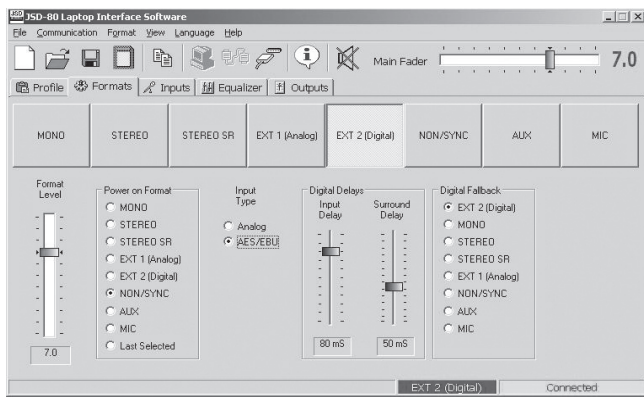 JSD JSD-80 Laptop Interface Software
File Communication Format View Language Help
Main Fader 7.0
Profile Formats Inputs Equalizer f Outputs
MONO STEREO STEREO SR EXT 1 (Analog) EXT 2 (Digital) NON/SYNC AUX MIC
Format
Level
7.0
Power on Format
MONO
STEREO
STEREO SR
EXT 1 (Analog)
EXT 2 (Digital)
NON/SYNC
AUX
MIC
Last Selected
Input
Type
Analog
AES/EBU
Digital Delays
Input
Delay
80 mS
Surround
Delay
50 mS
Digital Fallback
EXT 2 (Digital)
MONO
STEREO
STEREO SR
EXT 1 (Analog)
NON/SYNC
AUX
MIC
EXT 2 (Digital) Connected